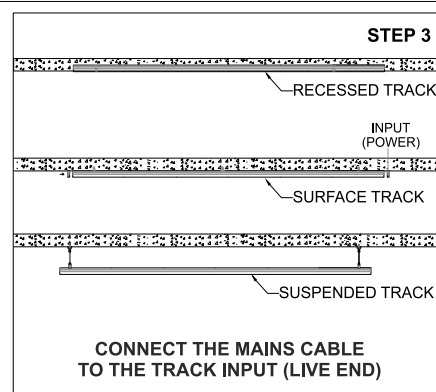 STEP 3
RECESSED TRACK
INPUT
(POWER)
SURFACE TRACK
SUSPENDED TRACK
CONNECT THE MAINS CABLE
TO THE TRACK INPUT (LIVE END)